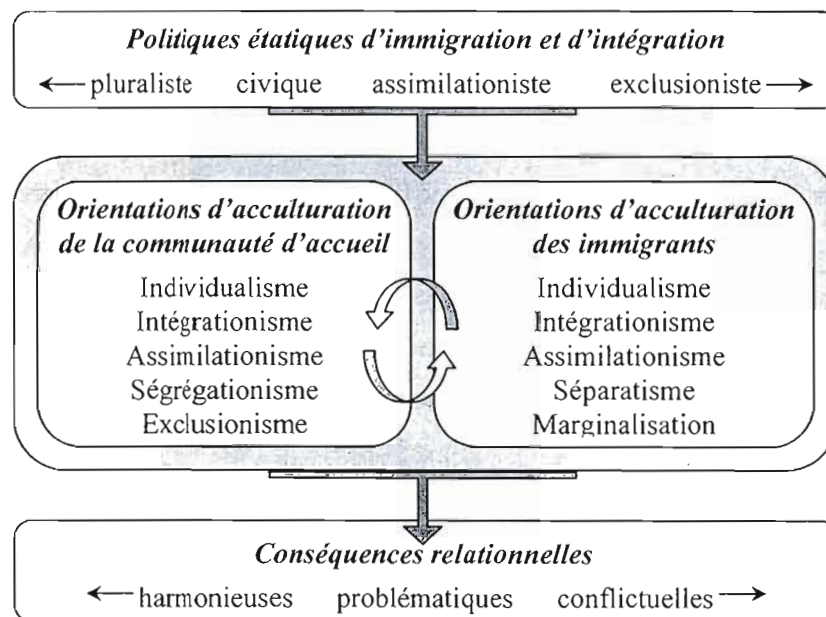 Politiques étatiques d'immigration et d'intégration
pluraliste civique assimilationiste exclusioniste
Orientations d'acculturation
de la communauté d'accueil
Individualisme
Intégrationisme
Assimilationisme
Ségrégationisme
Exclusionisme
Orientations d'acculturation
des immigrants
Individualisme
Intégrationisme
Assimilationisme
Séparatisme
Marginalisation
Conséquences relationnelles
harmonieuses problématiques conflictuelles